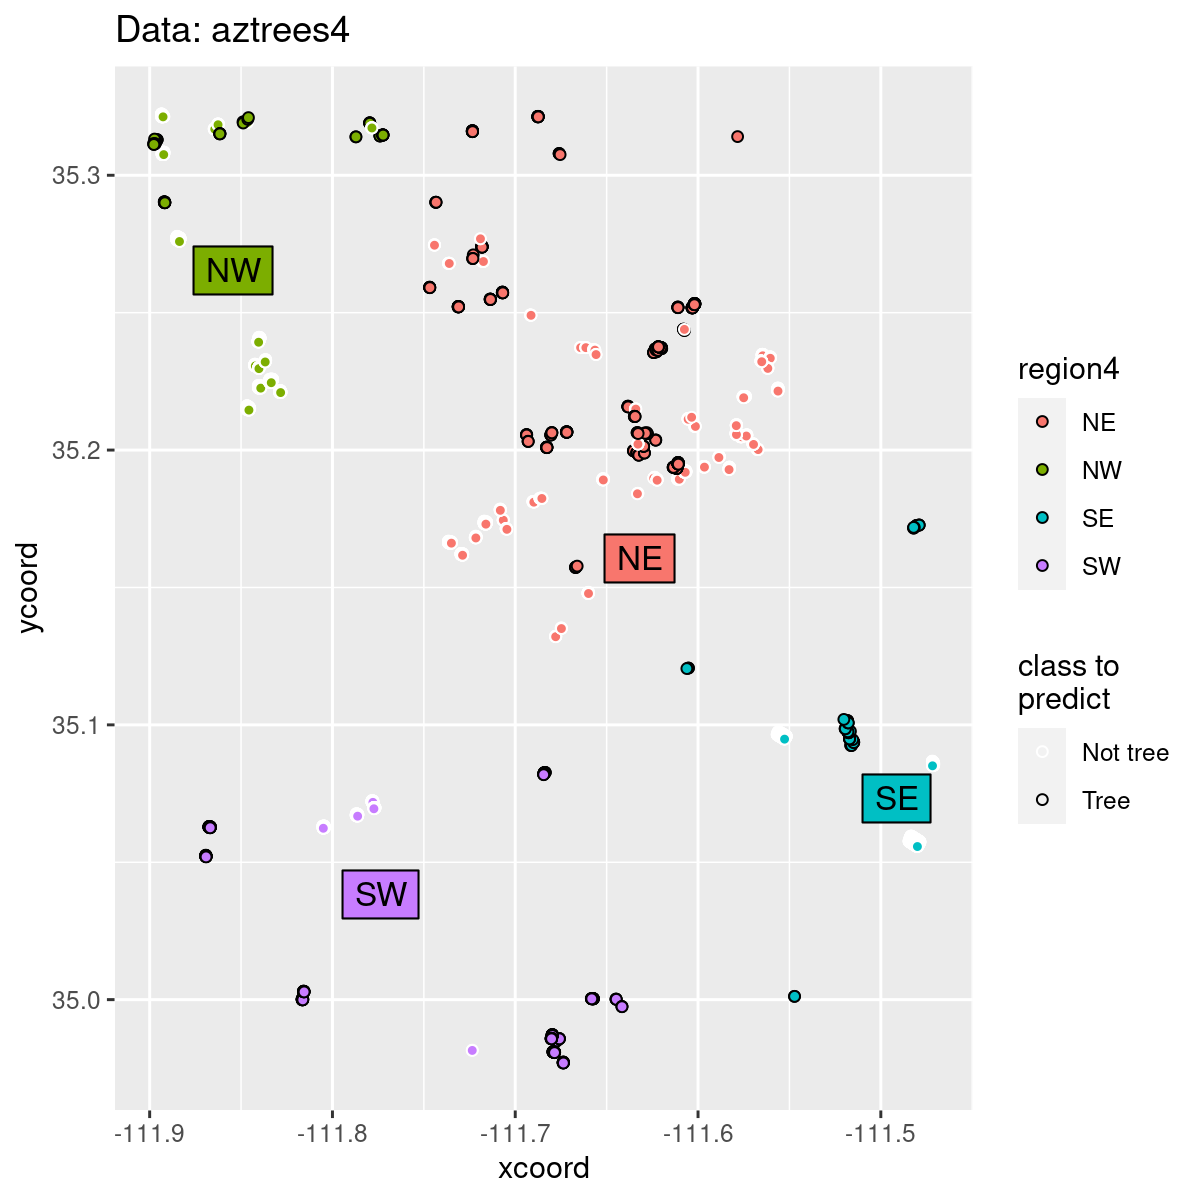 Data: aztrees4
35.3
35.2
35.1
35.0
ycoord
NW
NE
SE
SW
-111.9
-111.8
-111.7
-111.6
-111.5
xcoord
region4
NE
NW
SE
SW
class to
predict
Not tree
Tree